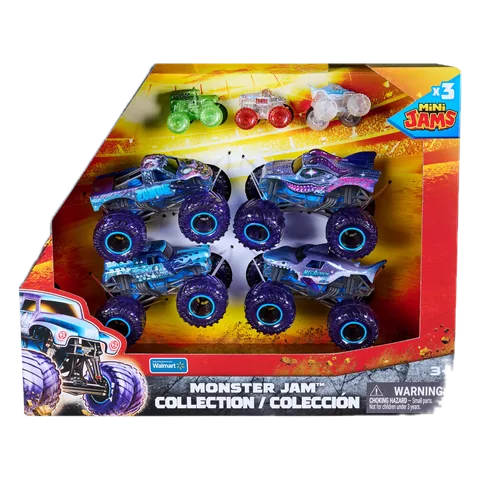 x3
MiNi
JAMS
Walmart
MONSTER JAM™
COLLECTION / COLECCIÓN
3+
WARNING
CHOKING HAZARD – Small parts.
Not for children under 3 years.